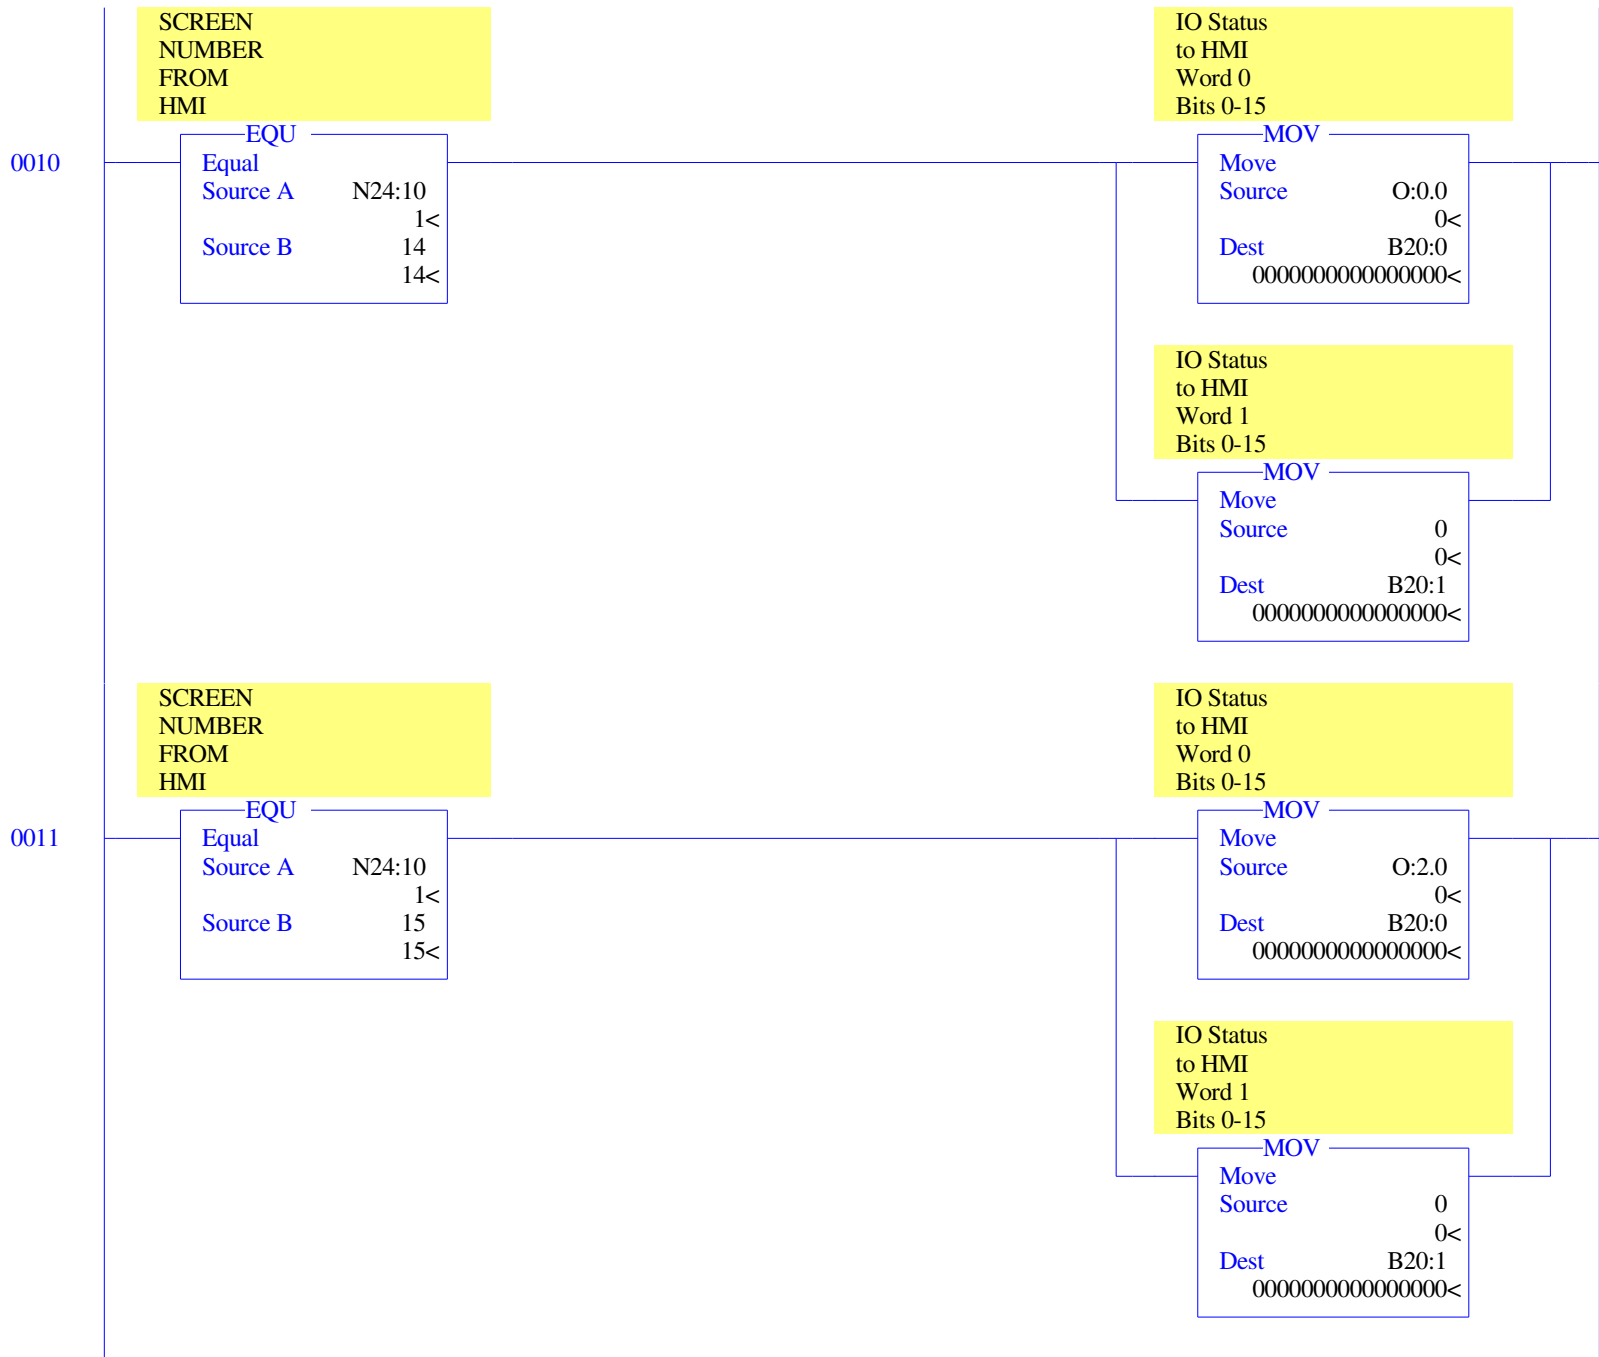 SCREEN
NUMBER
FROM
HMI
EQU
Equal
Source A N24:10
1<
Source B 14
14<
0010
IO Status
to HMI
Word 0
Bits 0-15
MOV
Move
Source O:0.0
0<
Dest B20:0
0000000000000000<
IO Status
to HMI
Word 1
Bits 0-15
MOV
Move
Source 0
0<
Dest B20:1
0000000000000000<
SCREEN
NUMBER
FROM
HMI
EQU
Equal
Source A N24:10
1<
Source B 15
15<
0011
IO Status
to HMI
Word 0
Bits 0-15
MOV
Move
Source O:2.0
0<
Dest B20:0
0000000000000000<
IO Status
to HMI
Word 1
Bits 0-15
MOV
Move
Source 0
0<
Dest B20:1
0000000000000000<